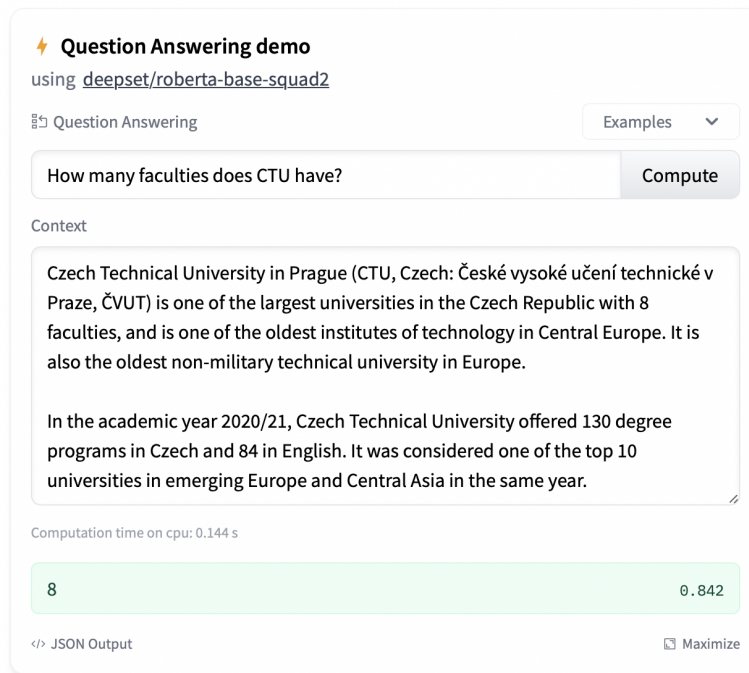 Question Answering demo
using deepset/roberta-base-squad2
Question Answering
Examples
How many faculties does CTU have?
Compute
Context
Czech Technical University in Prague (CTU, Czech: České vysoké učení technické v
Praze, ČVUT) is one of the largest universities in the Czech Republic with 8
faculties, and is one of the oldest institutes of technology in Central Europe. It is
also the oldest non-military technical university in Europe.
In the academic year 2020/21, Czech Technical University offered 130 degree
programs in Czech and 84 in English. It was considered one of the top 10
universities in emerging Europe and Central Asia in the same year.
Computation time on cpu: 0.144 s
8 0.842
</> JSON Output
Maximize